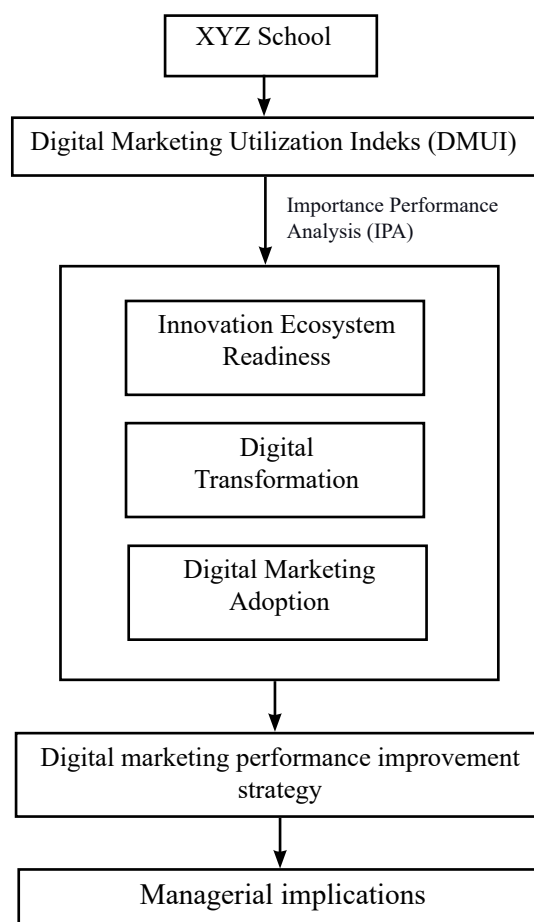 XYZ School
Digital Marketing Utilization Indeks (DMUI)
Importance Performance
Analysis (IPA)
Innovation Ecosystem
Readiness
Digital
Transformation
Digital Marketing
Adoption
Digital marketing performance improvement
strategy
Managerial implications